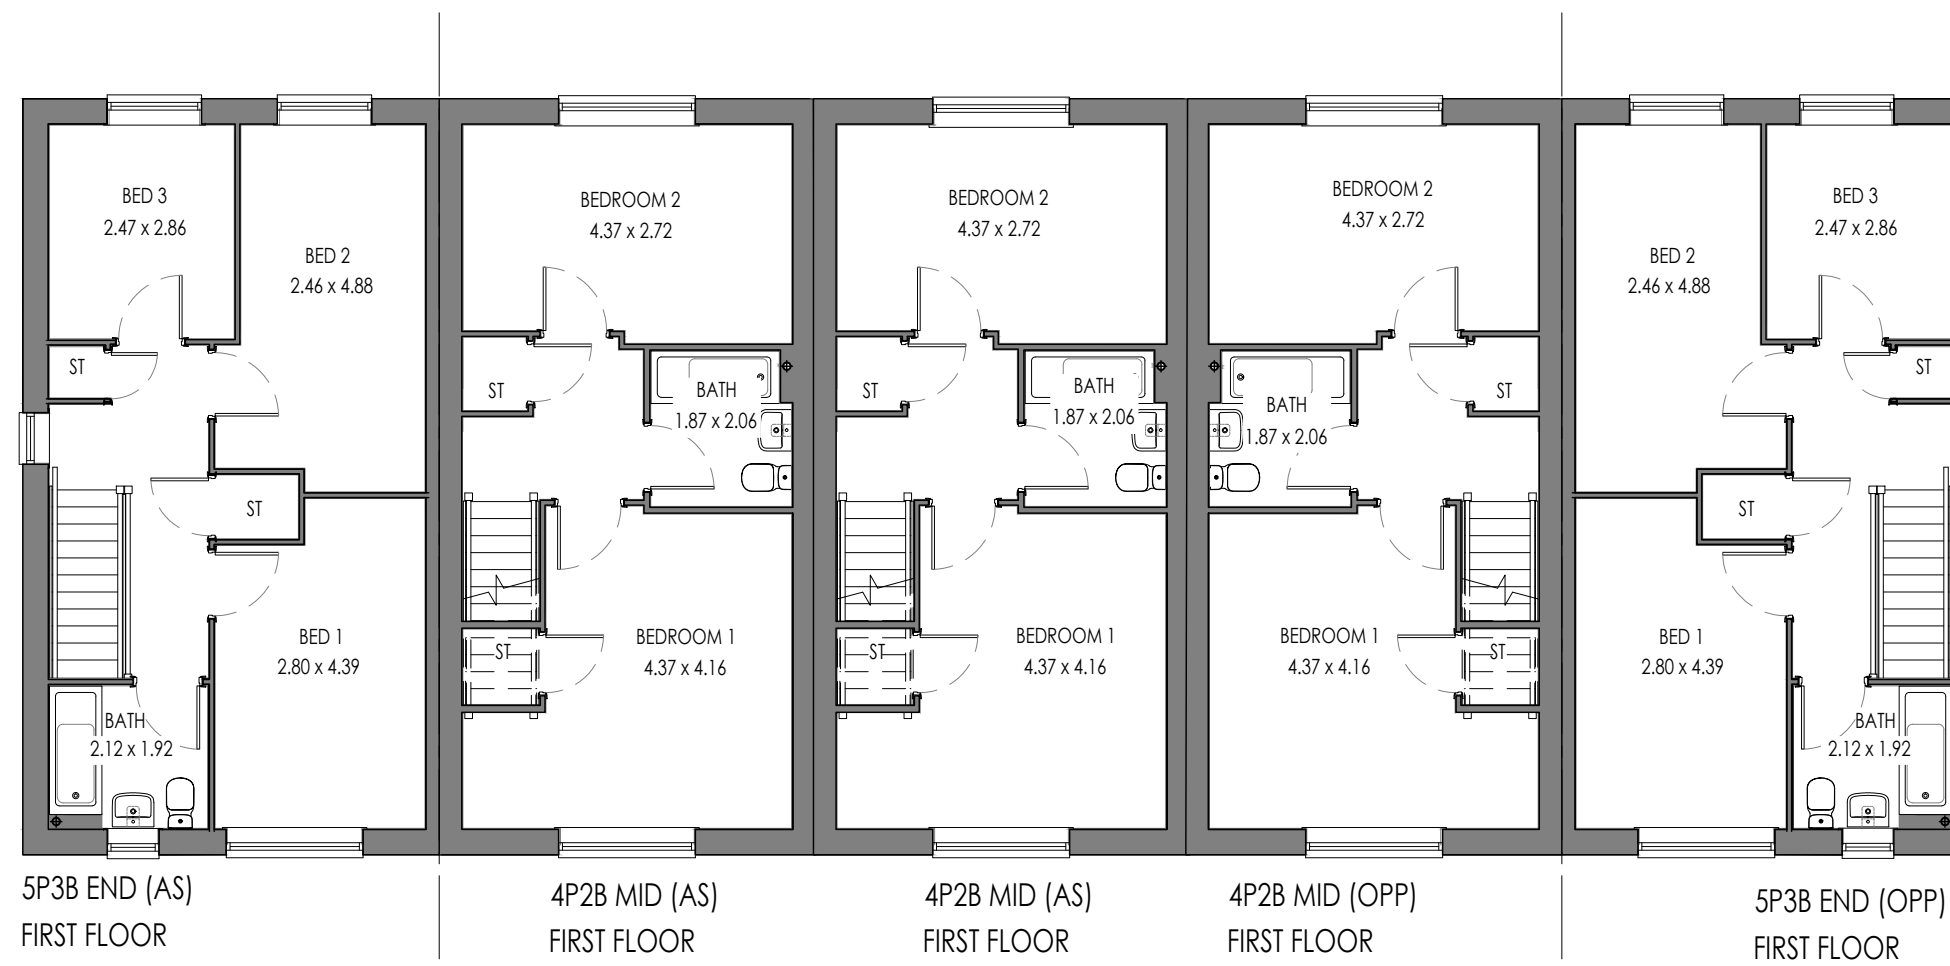 BED 3
2.47 x 2.86
BED 2
2.46 x 4.88
ST
ST
BED 1
2.80 x 4.39
BATH
2.12 x 1.92
5P3B END (AS)
FIRST FLOOR
BEDROOM 2
4.37 x 2.72
ST
BATH
1.87 x 2.06
ST
BEDROOM 1
4.37 x 4.16
4P2B MID (AS)
FIRST FLOOR
BEDROOM 2
4.37 x 2.72
ST
BATH
1.87 x 2.06
ST
BEDROOM 1
4.37 x 4.16
4P2B MID (AS)
FIRST FLOOR
BEDROOM 2
4.37 x 2.72
BATH
1.87 x 2.06
ST
BEDROOM 1
4.37 x 4.16
ST
4P2B MID (OPP)
FIRST FLOOR
BED 3
2.47 x 2.86
BED 2
2.46 x 4.88
ST
ST
BED 1
2.80 x 4.39
BATH
2.12 x 1.92
5P3B END (OPP)
FIRST FLOOR